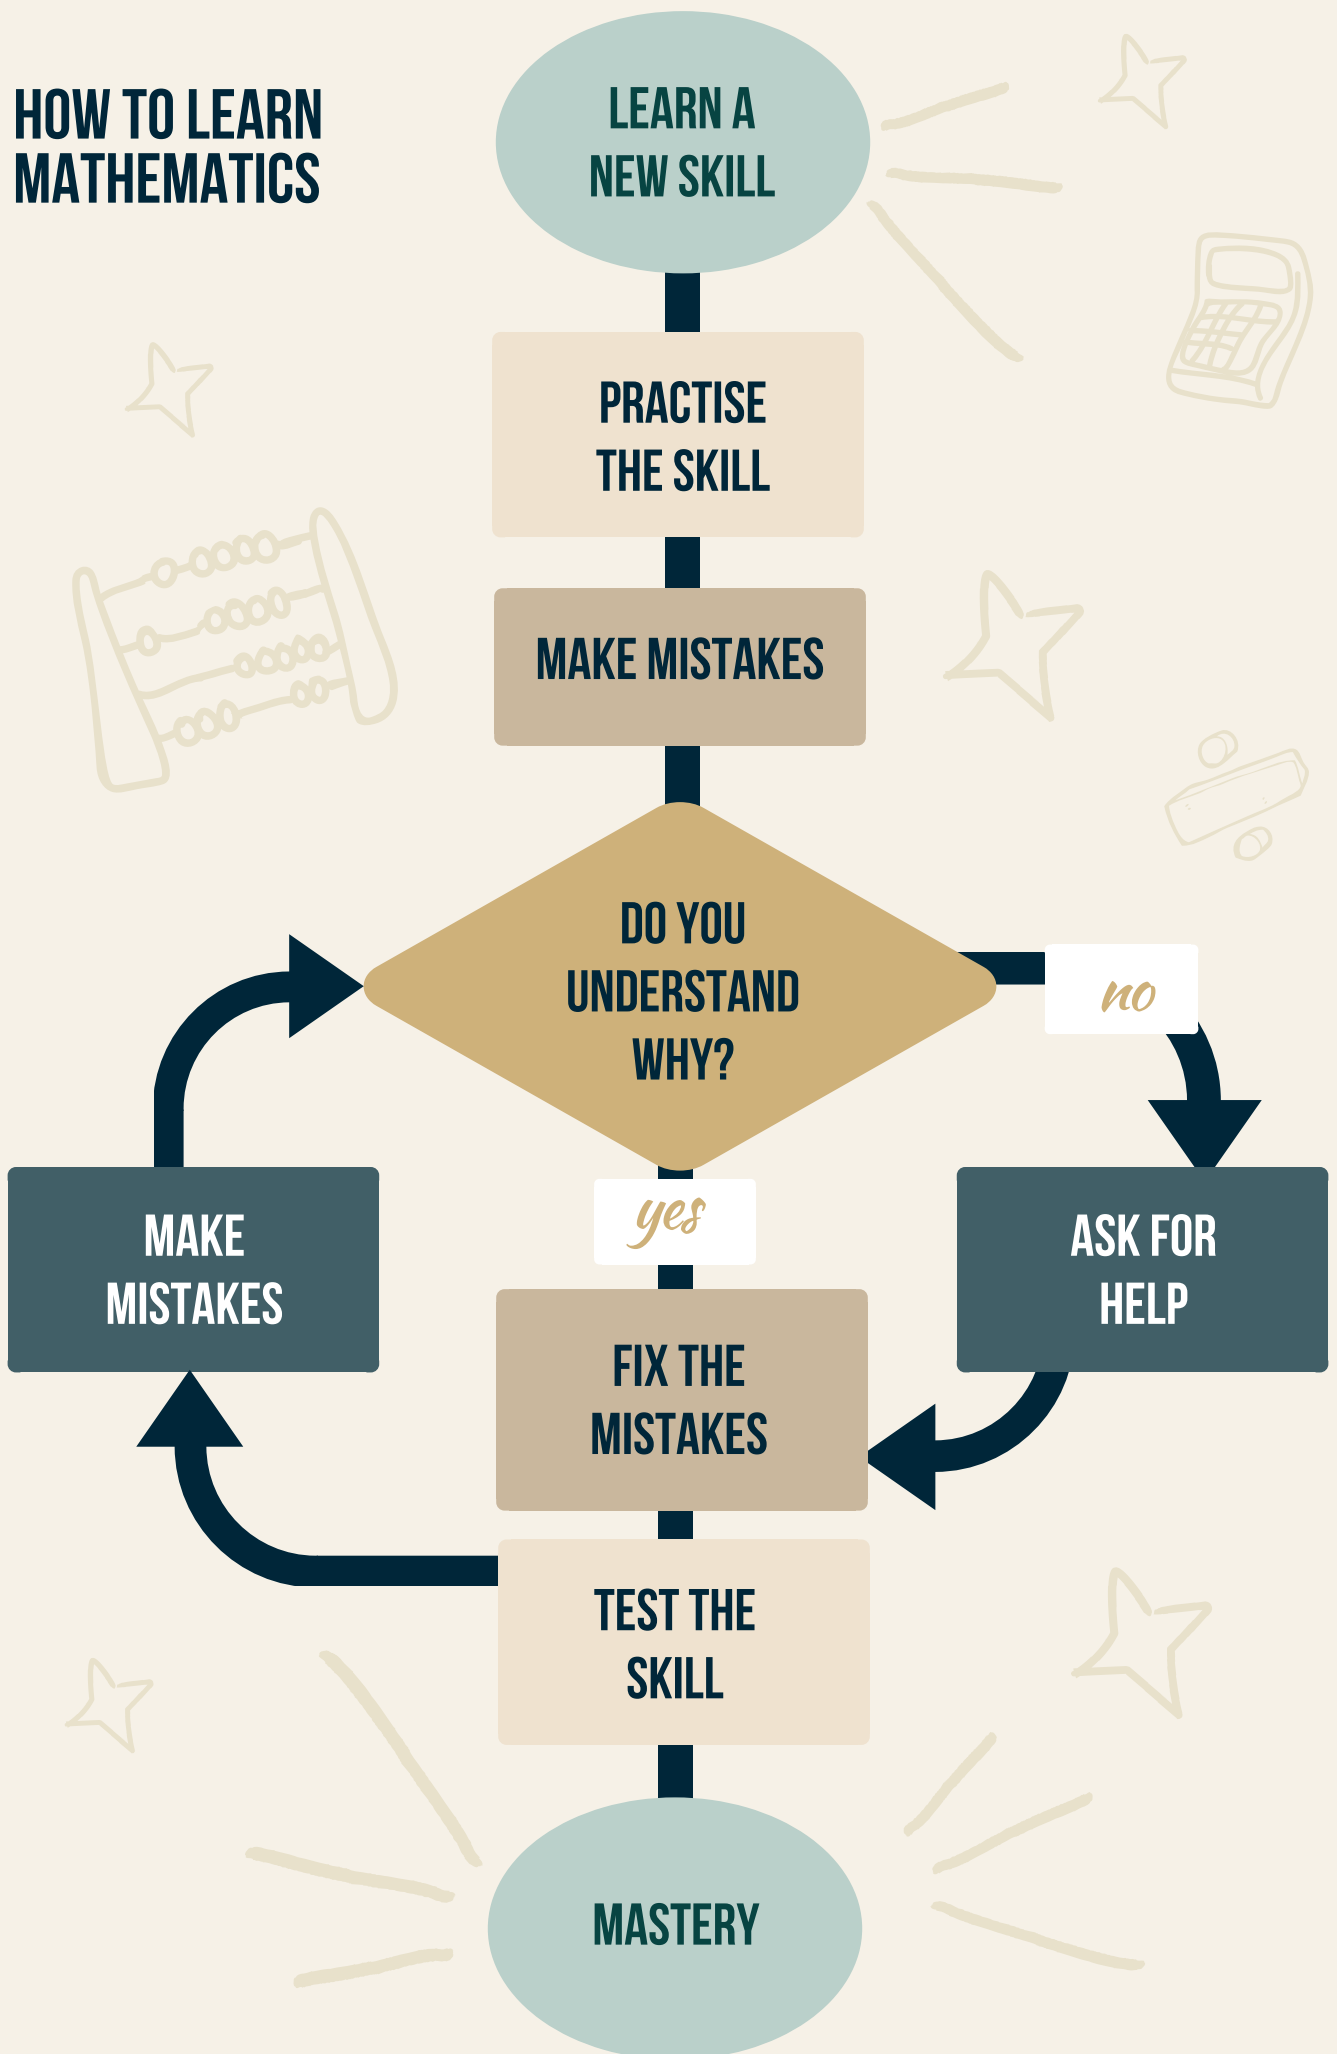 HOW TO LEARN
MATHEMATICS
LEARN A
NEW SKILL
PRACTISE
THE SKILL
MAKE MISTAKES
DO YOU
UNDERSTAND
WHY?
no
yes
MAKE
MISTAKES
ASK FOR
HELP
FIX THE
MISTAKES
TEST THE
SKILL
MASTERY